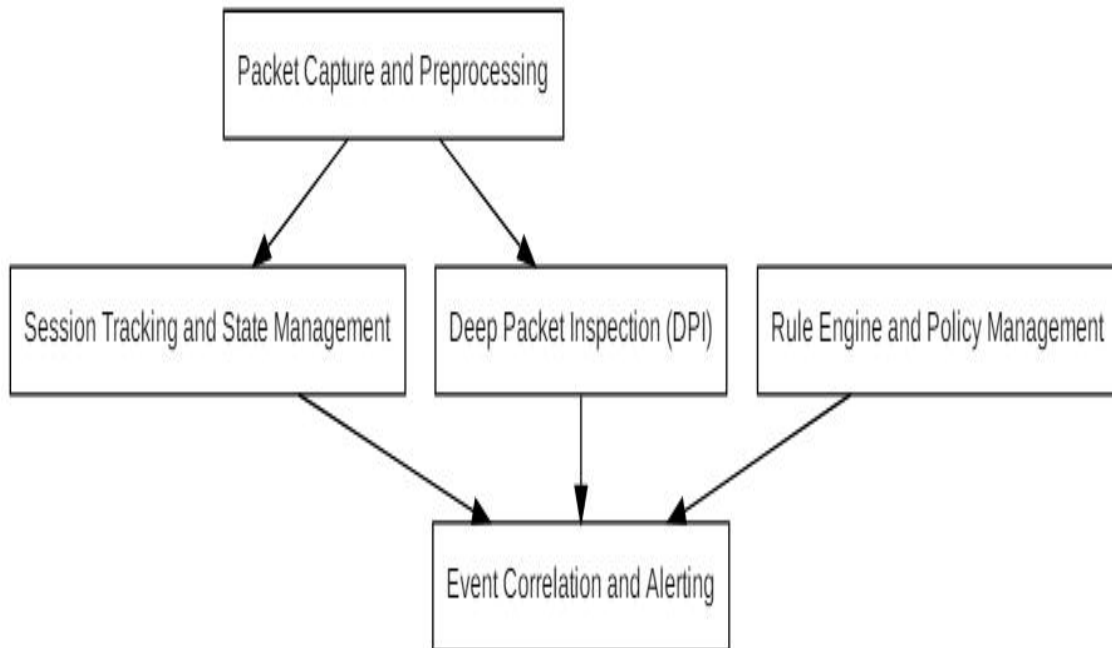 Packet Capture and Preprocessing
Session Tracking and State Management
Deep Packet Inspection (DPI)
Rule Engine and Policy Management
Event Correlation and Alerting